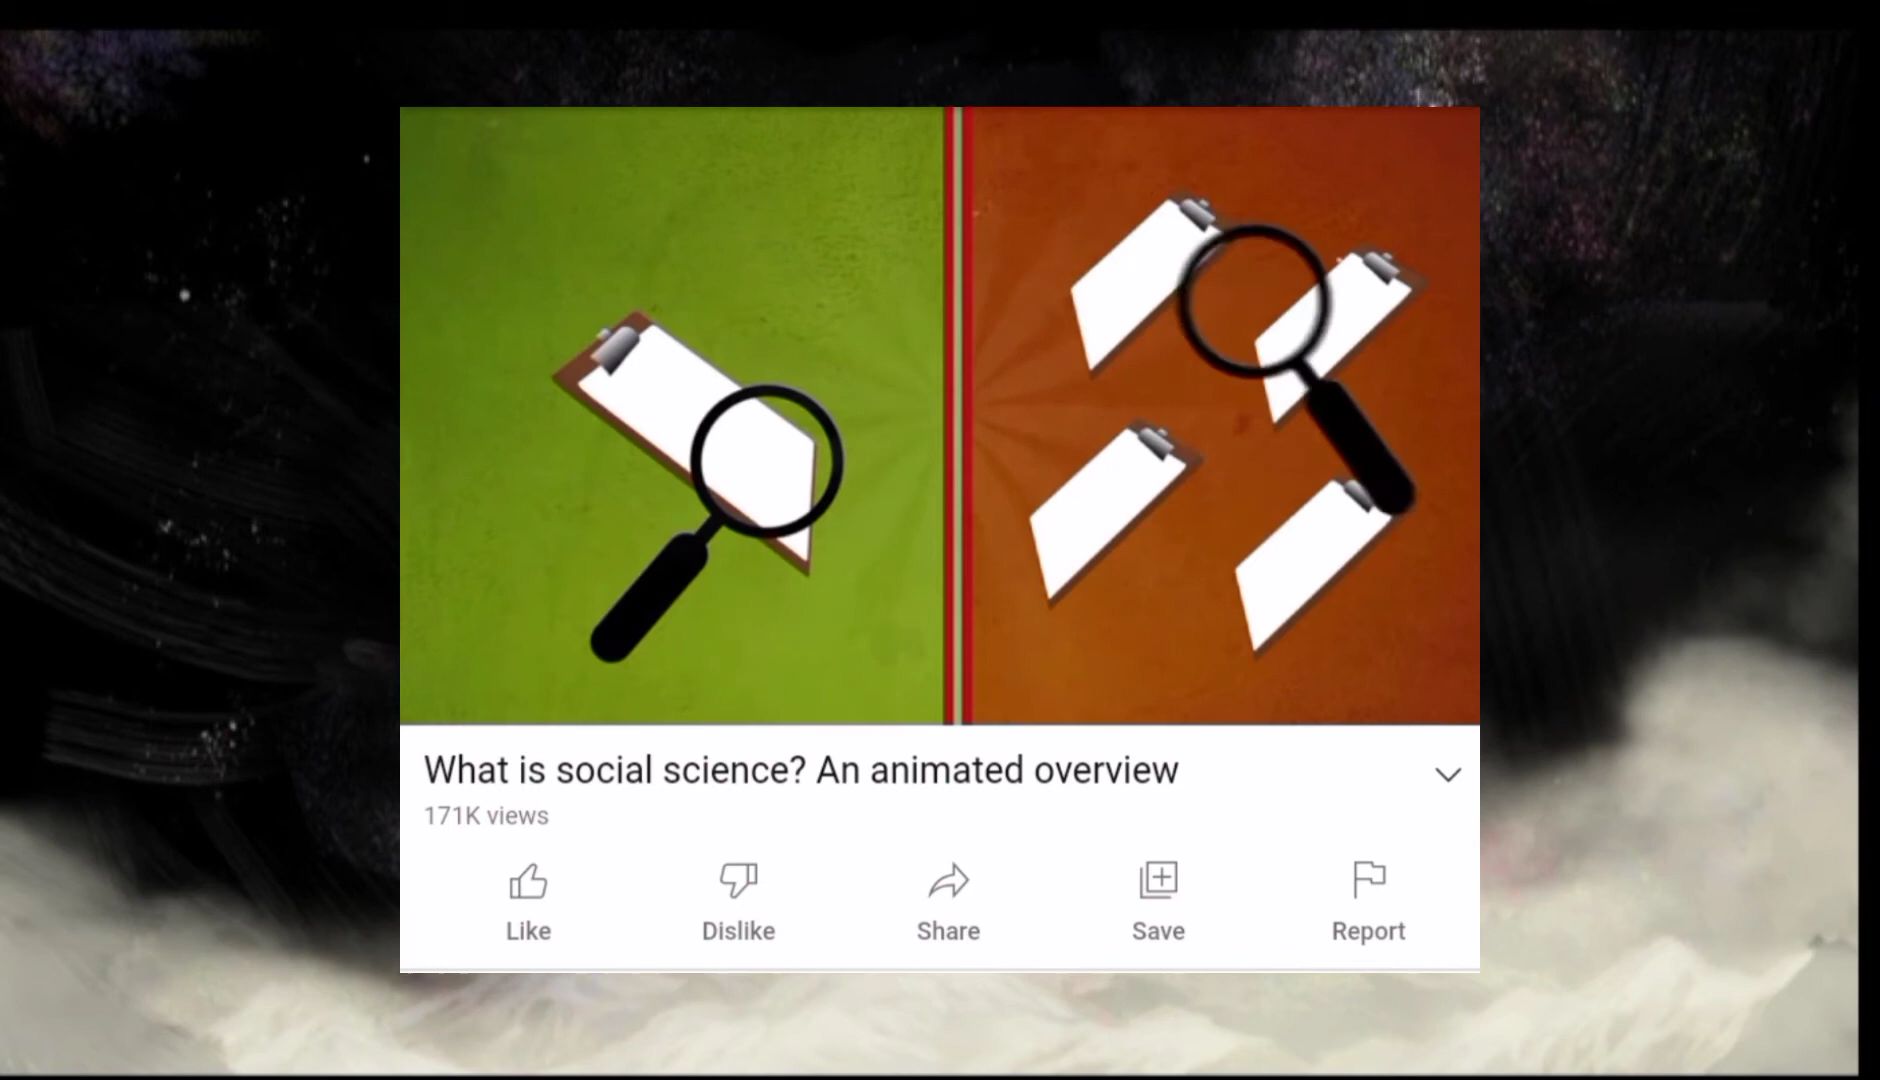 What is social science? An animated overview
171K views
Like
Dislike
Share
Save
Report